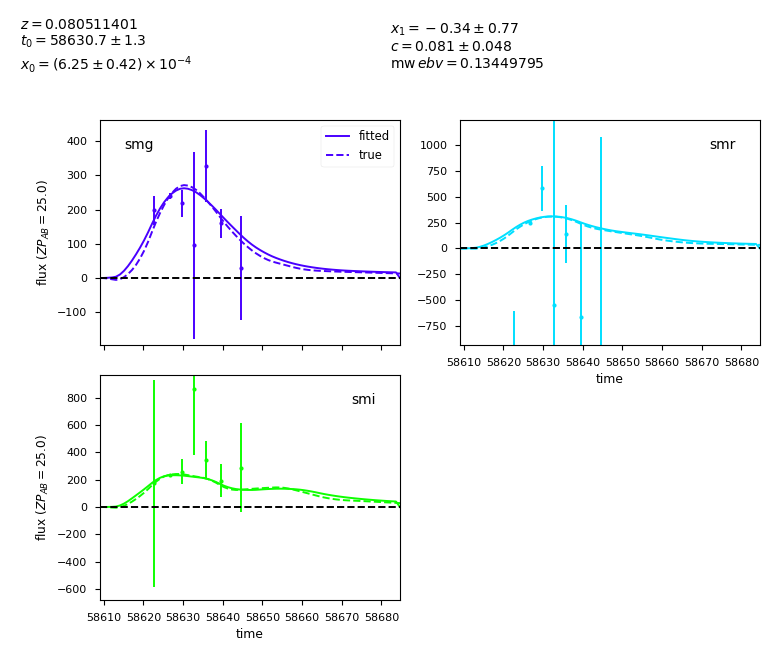 z = 0.080511401
t₀ = 58630.7 ± 1.3
x₀ = (6.25 ± 0.42) × 10⁻⁴
x₁ = −0.34 ± 0.77
c = 0.081 ± 0.048
mw ebv = 0.13449795
smg
fitted
true
400
300
200
100
0
−100
flux (ZP_AB = 25.0)
smr
1000
750
500
250
0
−250
−500
−750
58610 58620 58630 58640 58650 58660 58670 58680
time
smi
800
600
400
200
0
−200
−400
−600
flux (ZP_AB = 25.0)
58610 58620 58630 58640 58650 58660 58670 58680
time